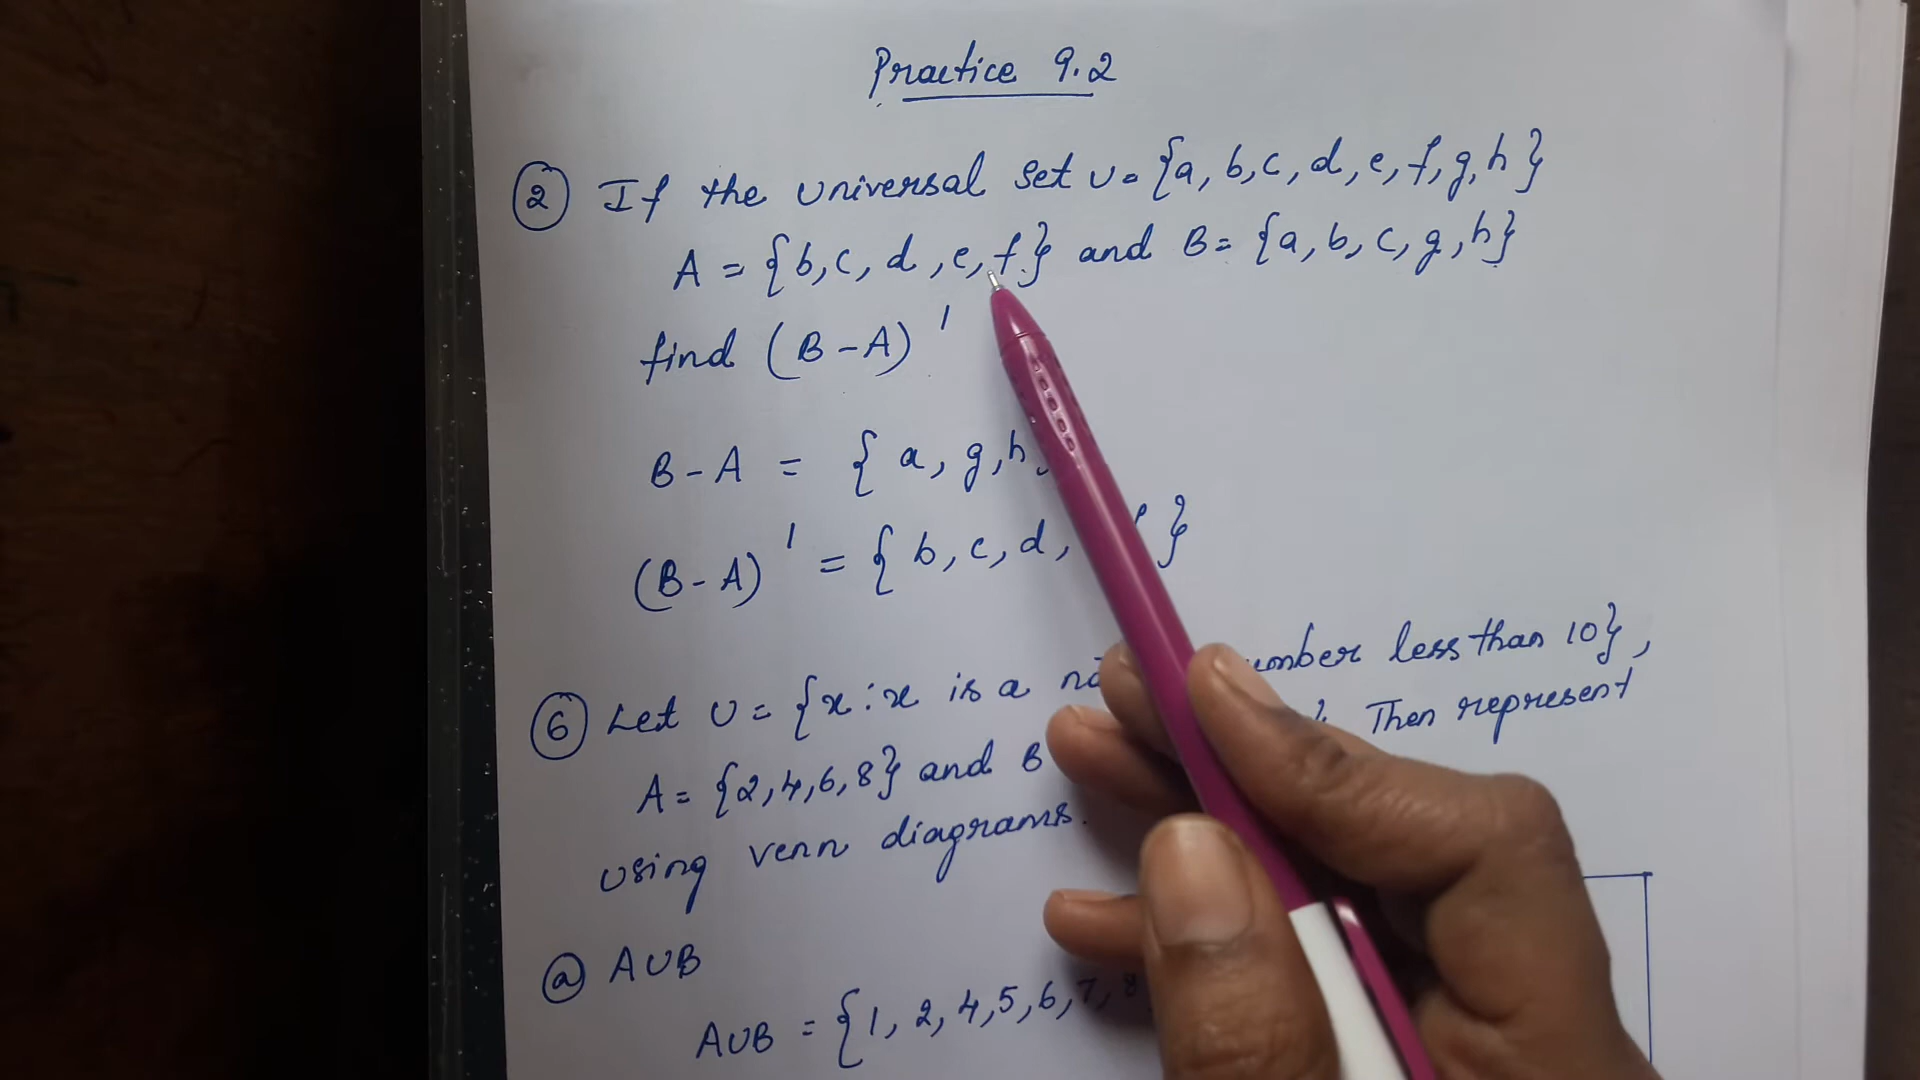 Practice 9.2
② If the universal set U = {a, b, c, d, e, f, g, h}
A = {b, c, d, e, f} and B = {a, b, c, g, h}
find (B - A)'
B - A = { a, g, h
(B - A)' = { b, c, d, }
⑥ Let U = {x : x is a less than 10},
A = {2, 4, 6, 8} and B Then represent
using venn diagrams.
ⓐ A∪B
A∪B = {1, 2, 4, 5, 6, 7, 8